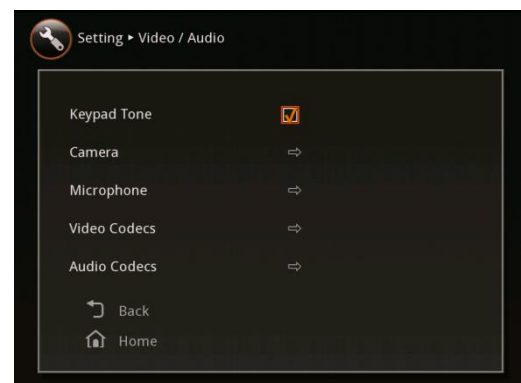 Setting ▸ Video / Audio
Keypad Tone
Camera
Microphone
Video Codecs
Audio Codecs
Back
Home